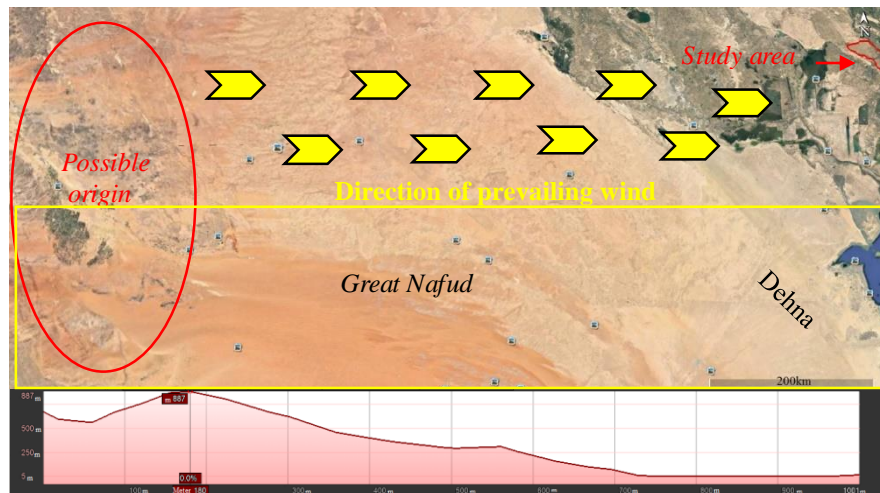 N
Study area
Possible
origin
Direction of prevailing wind
Great Nafud
Dehna
200km
887 m
m 887
500 m
250 m
5 m
0,0%
100 m
Meter 180
200 m
300 m
400 m
500 m
600 m
700 m
800 m
900 m
1001 m